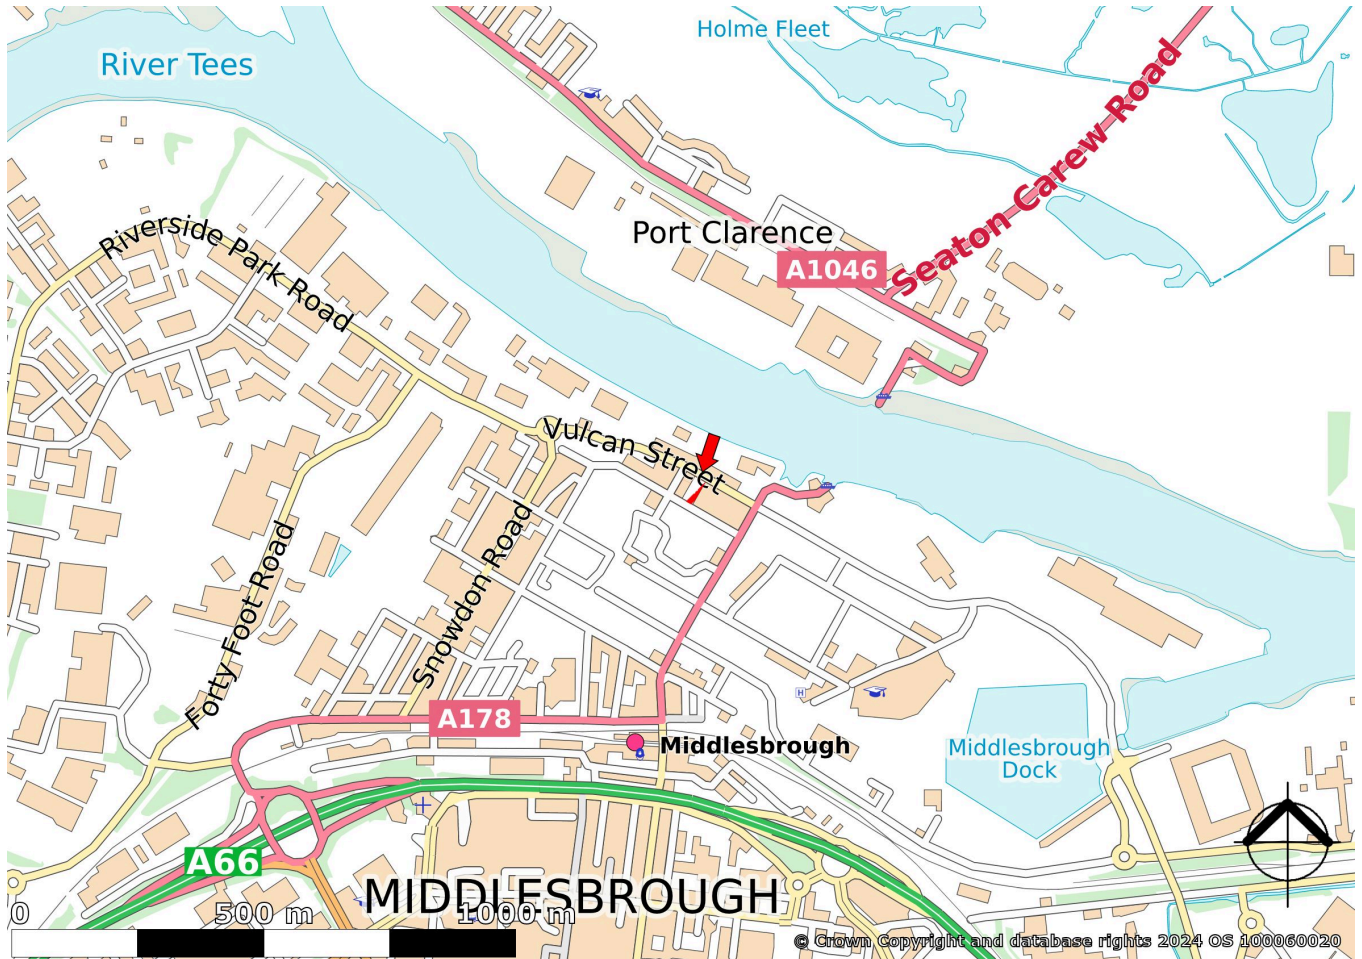 Holme Fleet
River Tees
Seaton Carew Road
Port Clarence
Riverside Park Road
A1046
Vulcan Street
Snowdon Road
Forty Foot Road
H
A178
Middlesbrough
Middlesbrough
Dock
A66
MIDDLESBROUGH
0 500 m 1000 m
© Crown Copyright and database rights 2024 OS 100060020